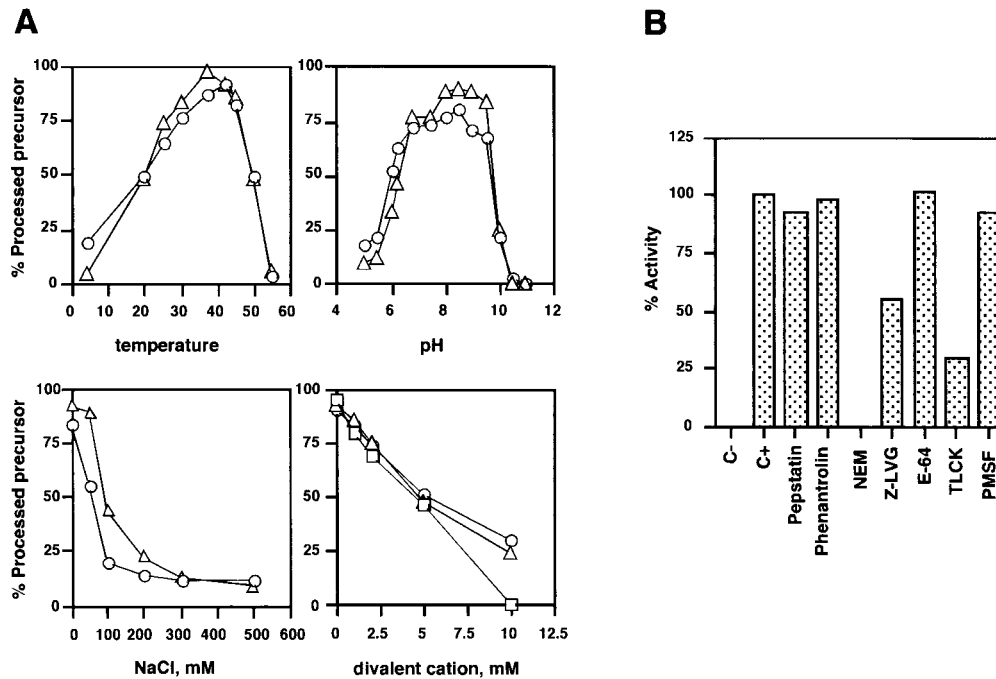 A
B
% Processed precursor
100
75
50
25
0
0 10 20 30 40 50 60
temperature
100
75
50
25
0
4 6 8 10 12
pH
% Processed precursor
100
75
50
25
0
0 100 200 300 400 500 600
NaCl, mM
100
75
50
25
0
0 2.5 5 7.5 10 12.5
divalent cation, mM
% Activity
125
100
75
50
25
0
C-
C+
Pepstatin
Phenantrolin
NEM
Z-LVG
E-64
TLCK
PMSF